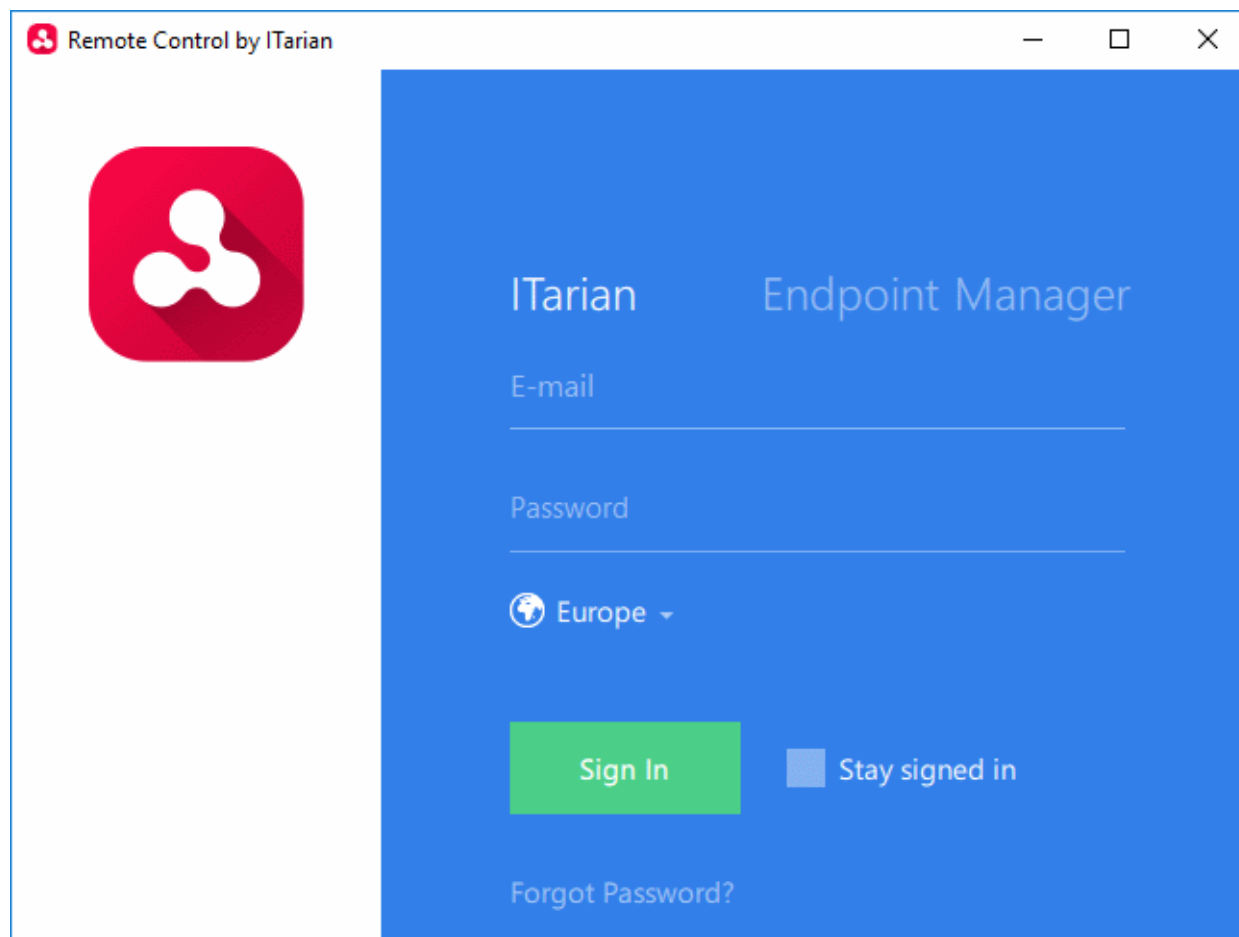 Remote Control by ITarian
ITarian Endpoint Manager
E-mail
Password
Europe
Sign In Stay signed in
Forgot Password?